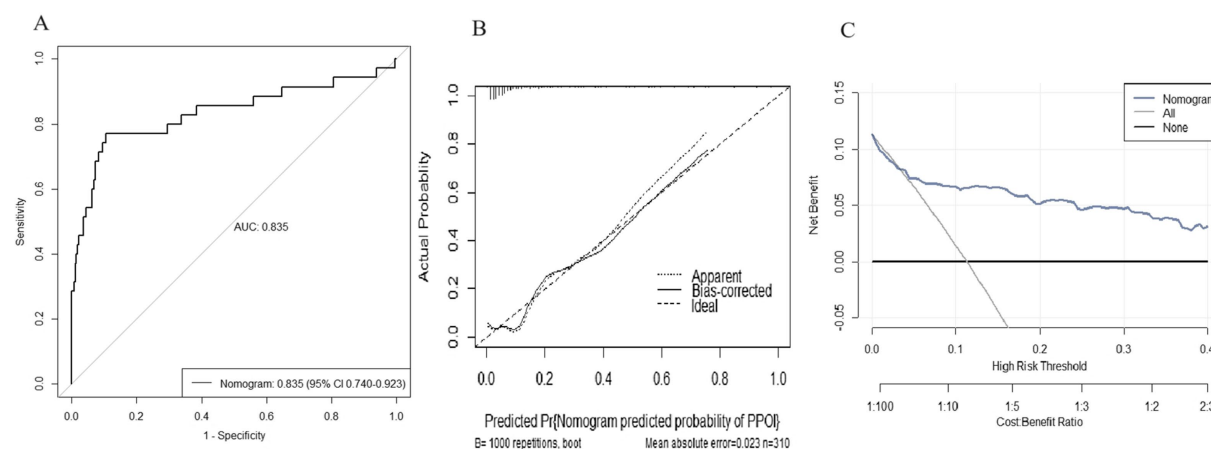 A
1.0
0.8
0.6
0.4
0.2
0.0
Sensitivity
AUC: 0.835
Nomogram: 0.835 (95% CI 0.740-0.923)
0.0 0.2 0.4 0.6 0.8 1.0
1 - Specificity
B
1.0
0.8
0.6
0.4
0.2
0.0
Actual Probablity
Apparent
Bias-corrected
Ideal
0.0 0.2 0.4 0.6 0.8 1.0
Predicted Pr{Nomogram predicted probability of PPOI}
B= 1000 repetitions, boot Mean absolute error=0.023 n=310
C
0.15
0.10
0.05
0.00
-0.05
Net Benefit
Nomogram
All
None
0.0 0.1 0.2 0.3 0.4
High Risk Threshold
1:100 1:10 1:5 1:3 1:2 2:3
Cost:Benefit Ratio